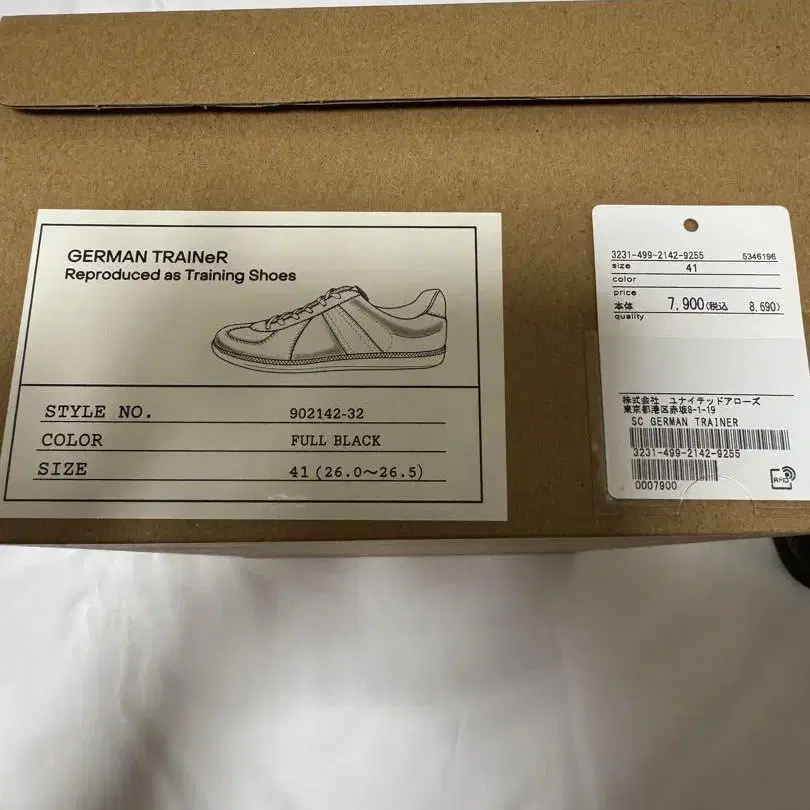 GERMAN TRAINeR
Reproduced as Training Shoes
STYLE NO. 902142-32
COLOR FULL BLACK
SIZE 41 (26.0〜26.5)
3231-499-2142-9255 5346196
size 41
color
price
本体 7,900(税込 8,690)
quality
株式会社 ユナイテッドアローズ
東京都港区赤坂8-1-19
SC GERMAN TRAINER
3231-499-2142-9255
0007900
RFID